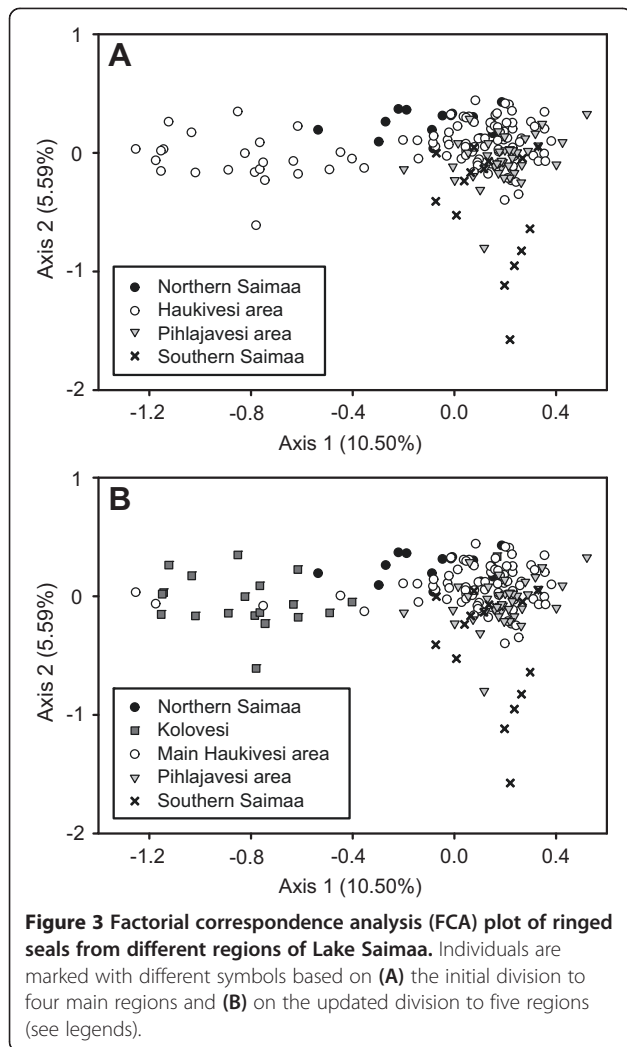 A
1
0
-1
-2
Axis 2 (5.59%)
Northern Saimaa
Haukivesi area
Pihlajavesi area
Southern Saimaa
-1.2 -0.8 -0.4 0.0 0.4
Axis 1 (10.50%)
B
1
0
-1
-2
Axis 2 (5.59%)
Northern Saimaa
Kolovesi
Main Haukivesi area
Pihlajavesi area
Southern Saimaa
-1.2 -0.8 -0.4 0.0 0.4
Axis 1 (10.50%)
Figure 3 Factorial correspondence analysis (FCA) plot of ringed
seals from different regions of Lake Saimaa. Individuals are
marked with different symbols based on (A) the initial division to
four main regions and (B) on the updated division to five regions
(see legends).